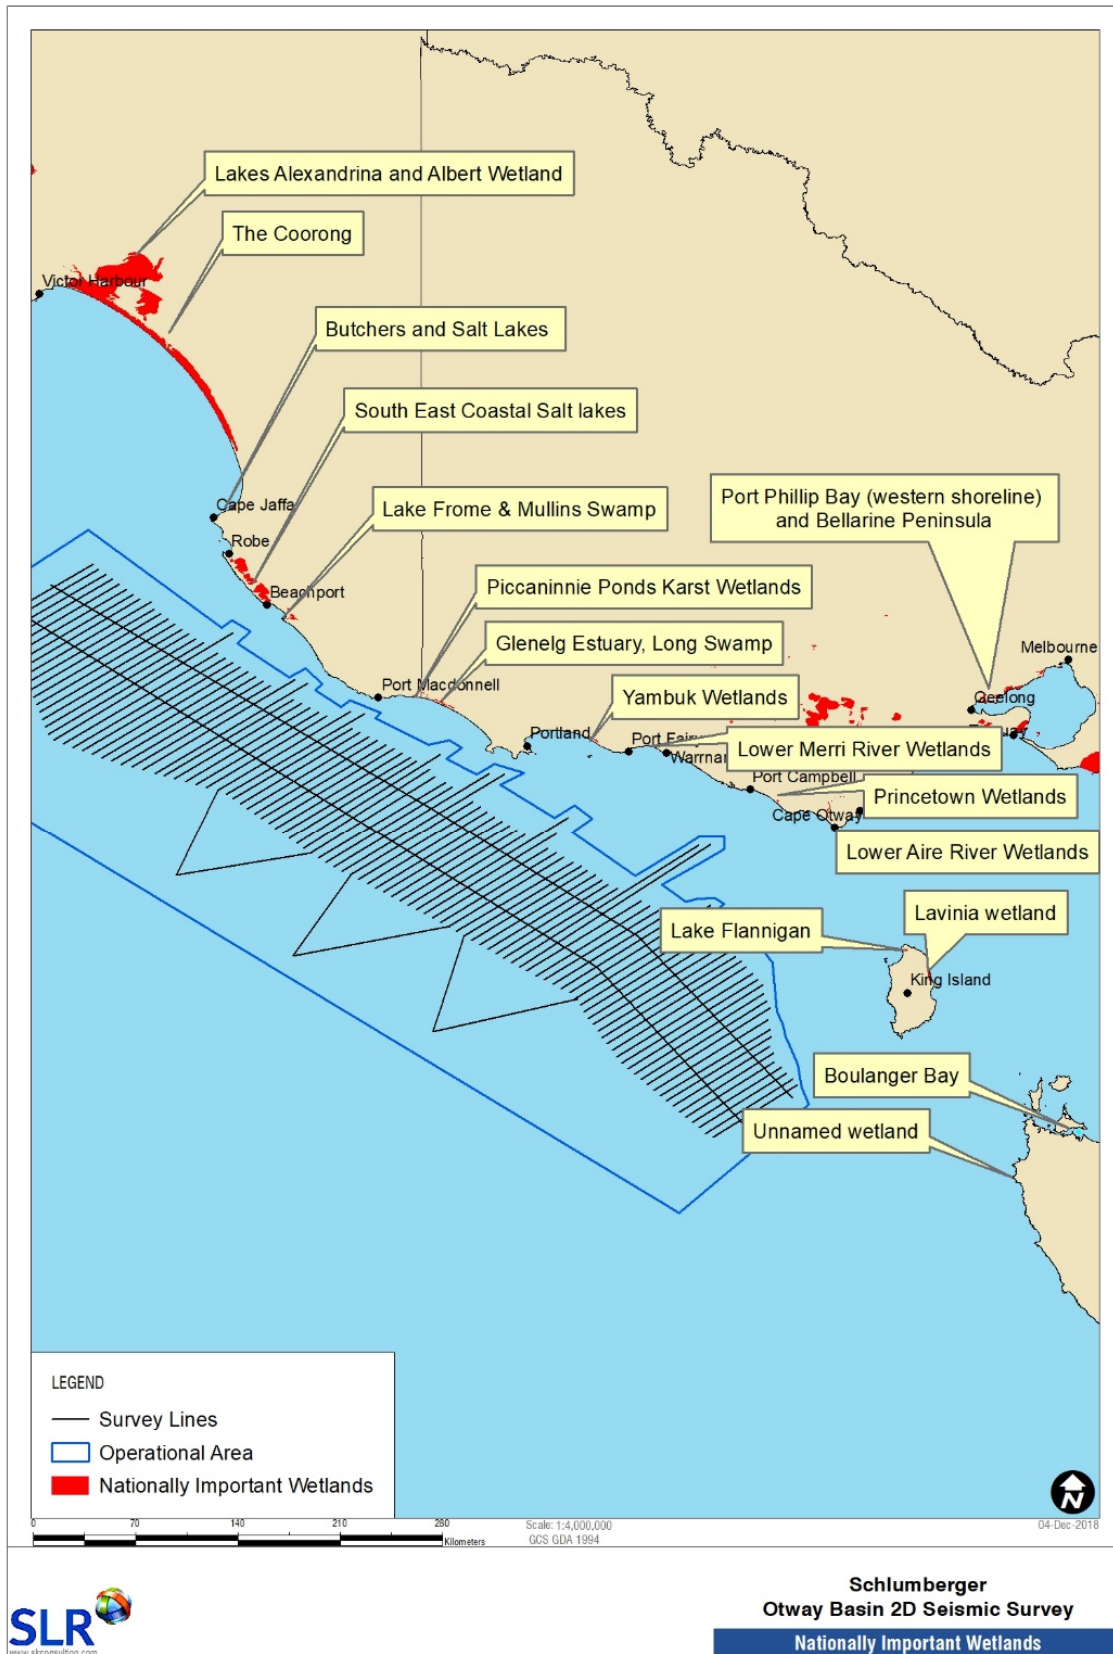 Lakes Alexandrina and Albert Wetland
The Coorong
Victor Harbour
Butchers and Salt Lakes
South East Coastal Salt lakes
Port Phillip Bay (western shoreline)
and Bellarine Peninsula
Cape Jaffa
Lake Frome & Mullins Swamp
Robe
Beachport
Piccaninnie Ponds Karst Wetlands
Glenelg Estuary, Long Swamp
Melbourne
Port Macdonnell
Yambuk Wetlands
Geelong
Portland
Port Fairy
Lower Merri River Wetlands
Port Campbell
Princetown Wetlands
Cape Otway
Lower Aire River Wetlands
Lavinia wetland
Lake Flannigan
King Island
Boulanger Bay
Unnamed wetland
LEGEND
Survey Lines
Operational Area
Nationally Important Wetlands
N
0 70 140 210 280
Kilometers
Scale: 1:4,000,000
GCS GDA 1994
04-Dec-2018
SLR
www.slrconsulting.com
Schlumberger
Otway Basin 2D Seismic Survey
Nationally Important Wetlands